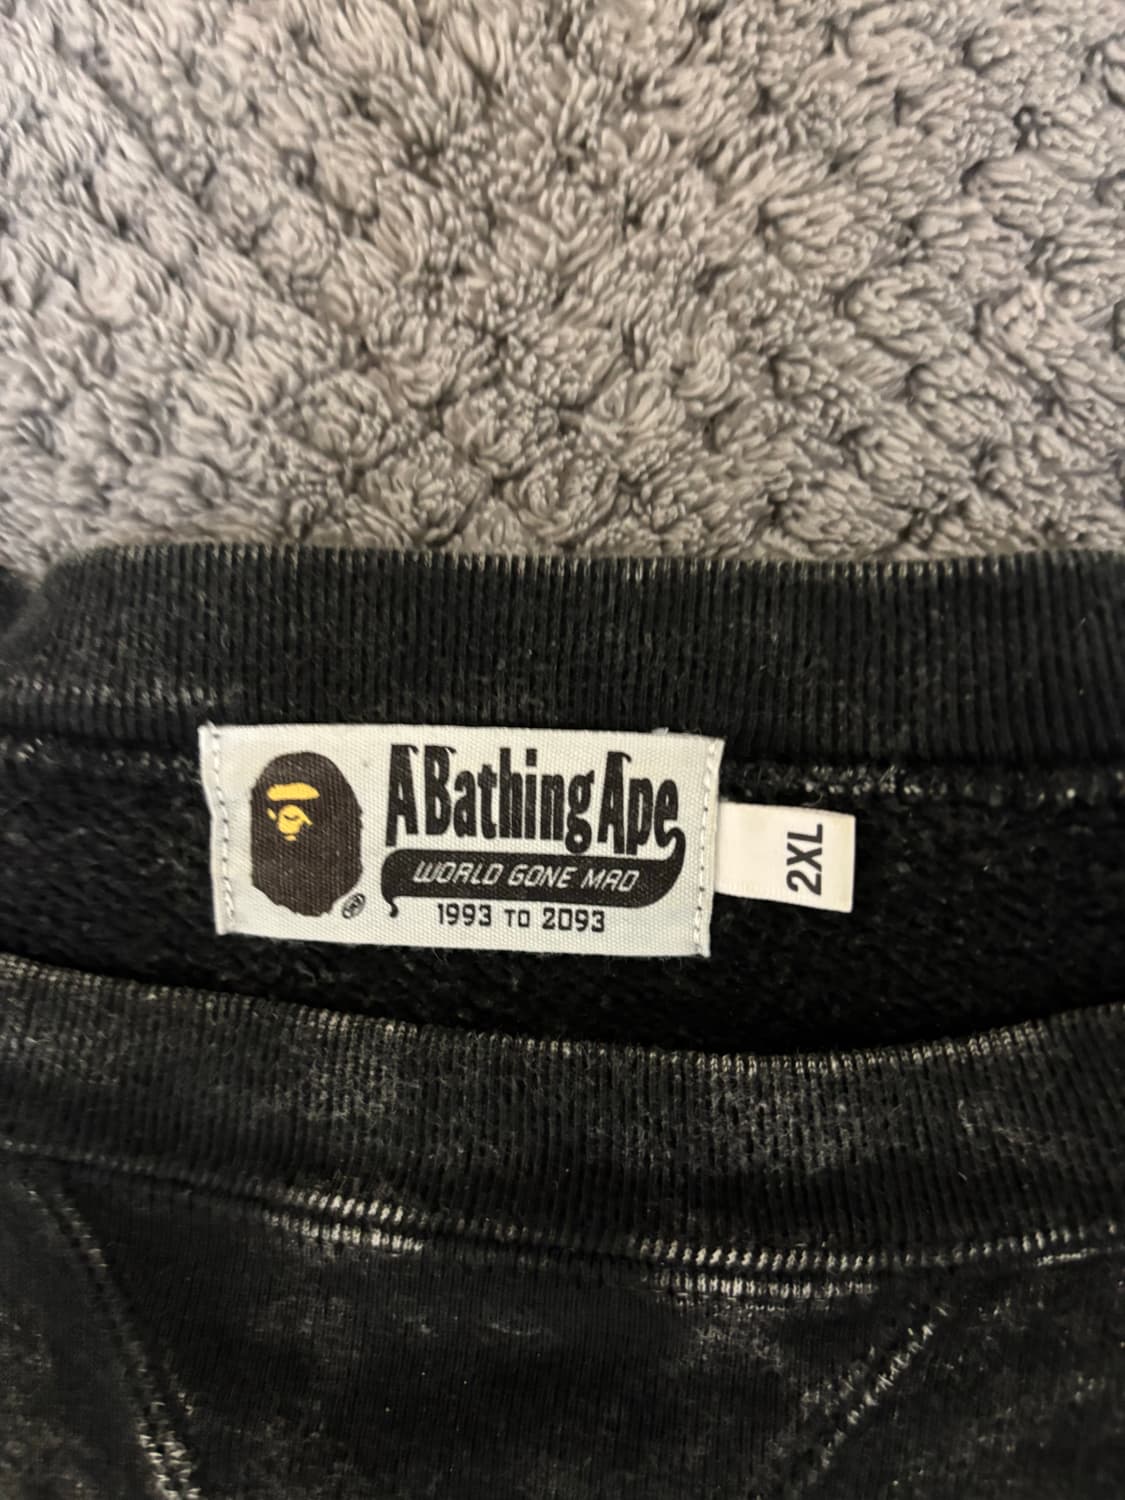 A Bathing Ape
WORLD GONE MAD
1993 TO 2093
2XL